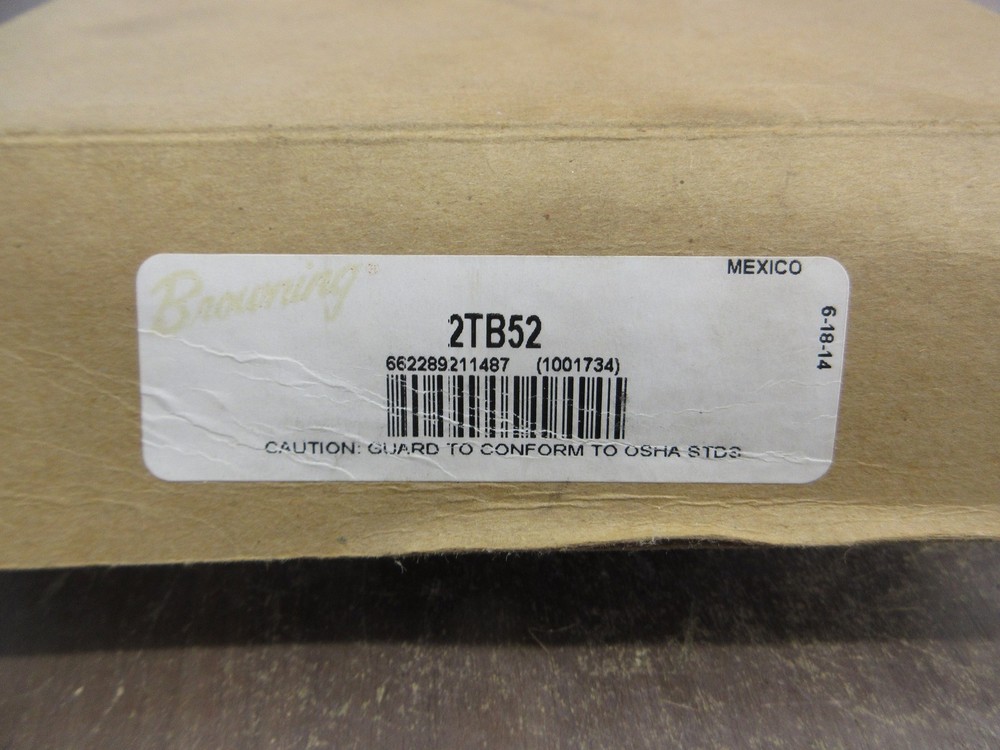 Browning®
MEXICO
6-18-14
2TB52
662289211487 (1001734)
CAUTION: GUARD TO CONFORM TO OSHA STDS